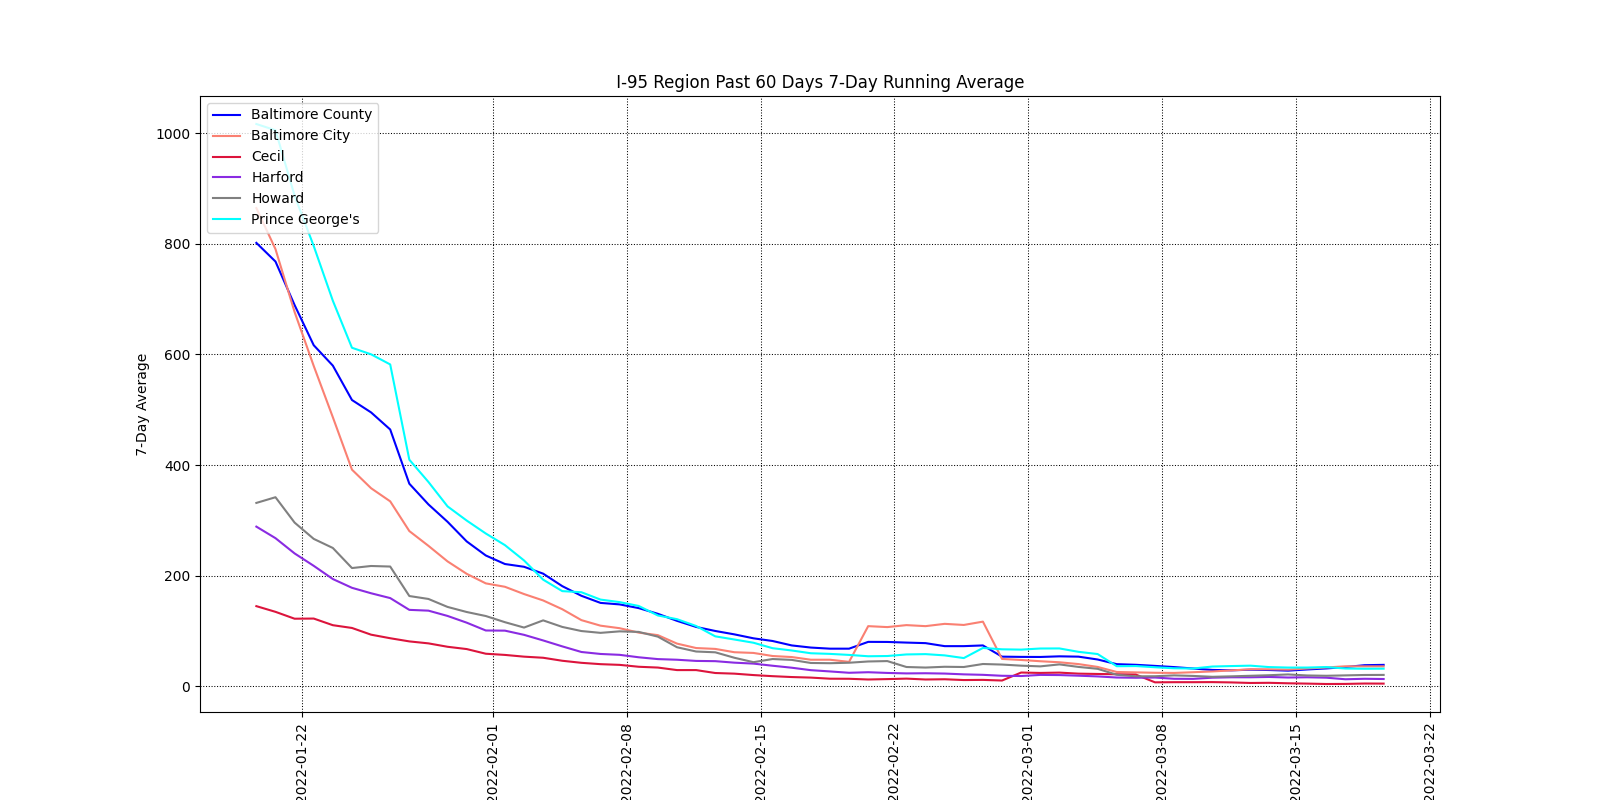 I-95 Region Past 60 Days 7-Day Running Average
Baltimore County
Baltimore City
Cecil
Harford
Howard
Prince George's
7-Day Average
1000
800
600
400
200
0
2022-01-22
2022-02-01
2022-02-08
2022-02-15
2022-02-22
2022-03-01
2022-03-08
2022-03-15
2022-03-22